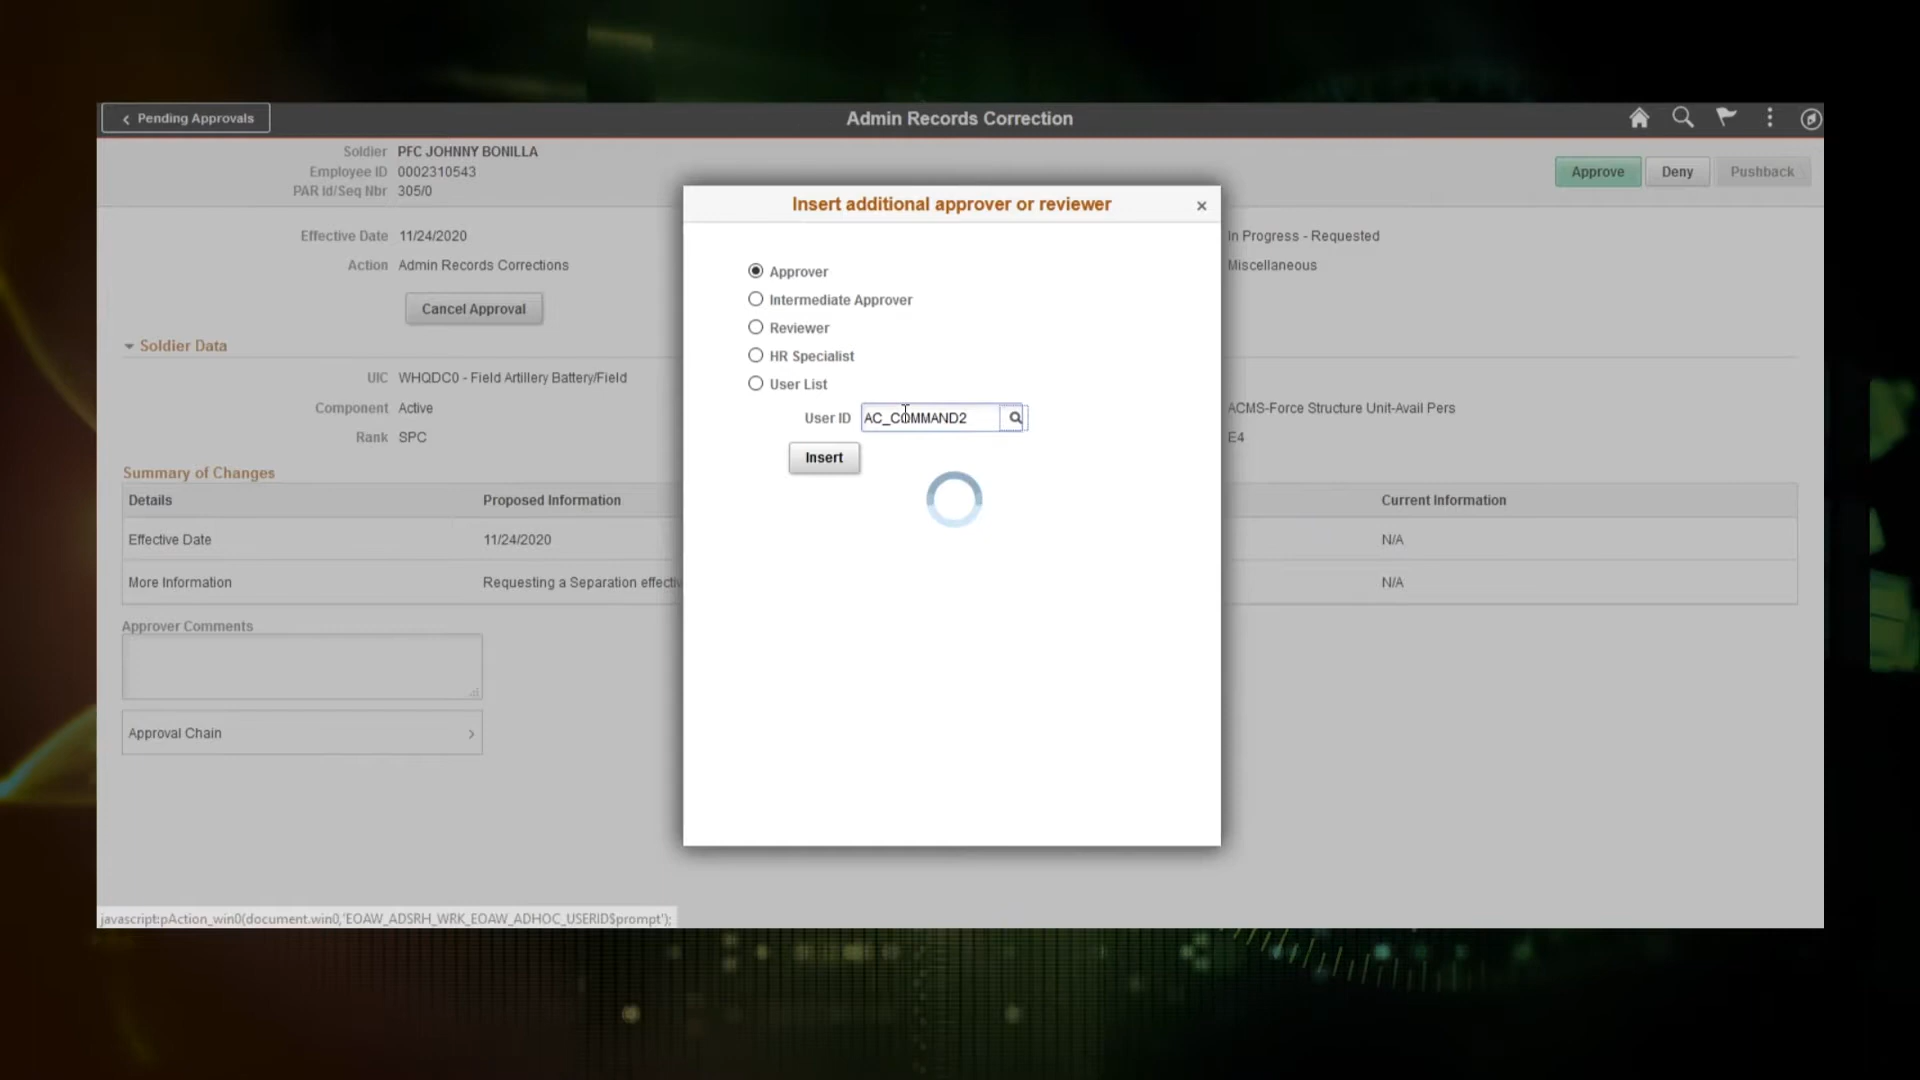 Pending Approvals
Admin Records Correction
Soldier PFC JOHNNY BONILLA
Employee ID 0002310543
PAR Id/Seq Nbr 305/0
Approve Deny Pushback
Effective Date 11/24/2020
In Progress - Requested
Action Admin Records Corrections
Miscellaneous
Cancel Approval
Soldier Data
UIC WHQDC0 - Field Artillery Battery/Field
Component Active
ACMS-Force Structure Unit-Avail Pers
Rank SPC
E4
Summary of Changes
Details Proposed Information Current Information
Effective Date 11/24/2020 N/A
More Information Requesting a Separation N/A
Approver Comments
Approval Chain
Insert additional approver or reviewer
Approver
Intermediate Approver
Reviewer
HR Specialist
User List
User ID AC_COMMAND2
Insert
javascript:pAction_win0(document.win0,'EOAW_ADSRH_WRK_EOAW_ADHOC_USERID$prompt');